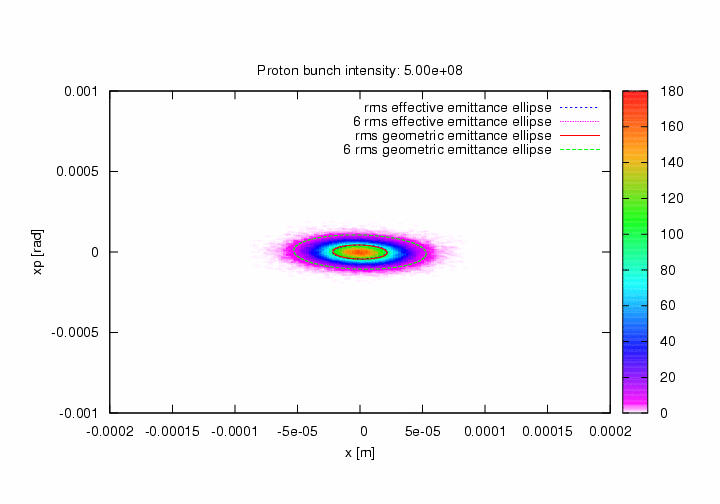 Proton bunch intensity: 5.00e+08
rms effective emittance ellipse
6 rms effective emittance ellipse
rms geometric emittance ellipse
6 rms geometric emittance ellipse
0.001
0.0005
0
-0.0005
-0.001
xp [rad]
-0.0002 -0.00015 -0.0001 -5e-05 0 5e-05 0.0001 0.00015 0.0002
x [m]
180
160
140
120
100
80
60
40
20
0